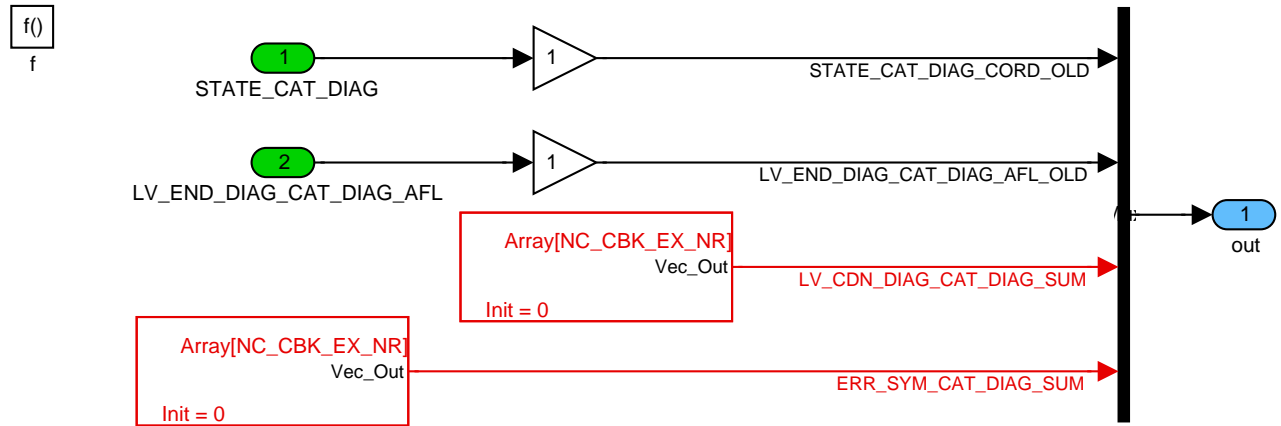 f()
f
1
STATE_CAT_DIAG
1
STATE_CAT_DIAG_CORD_OLD
2
LV_END_DIAG_CAT_DIAG_AFL
1
LV_END_DIAG_CAT_DIAG_AFL_OLD
1
out
Array[NC_CBK_EX_NR]
Vec_Out
Init = 0
LV_CDN_DIAG_CAT_DIAG_SUM
Array[NC_CBK_EX_NR]
Vec_Out
Init = 0
ERR_SYM_CAT_DIAG_SUM